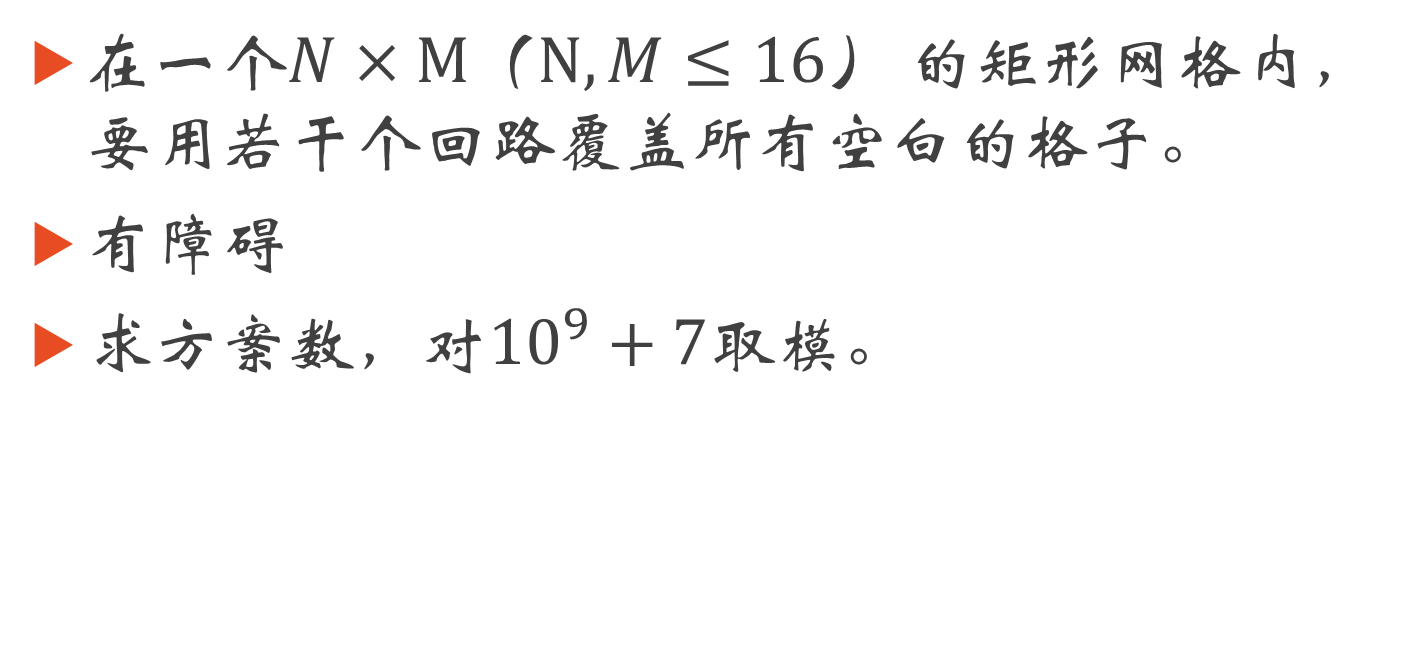 在一个N × M（N, M ≤ 16） 的矩形网格内，
要用若干个回路覆盖所有空白的格子。
有障碍
求方案数，对10⁹ + 7取模。